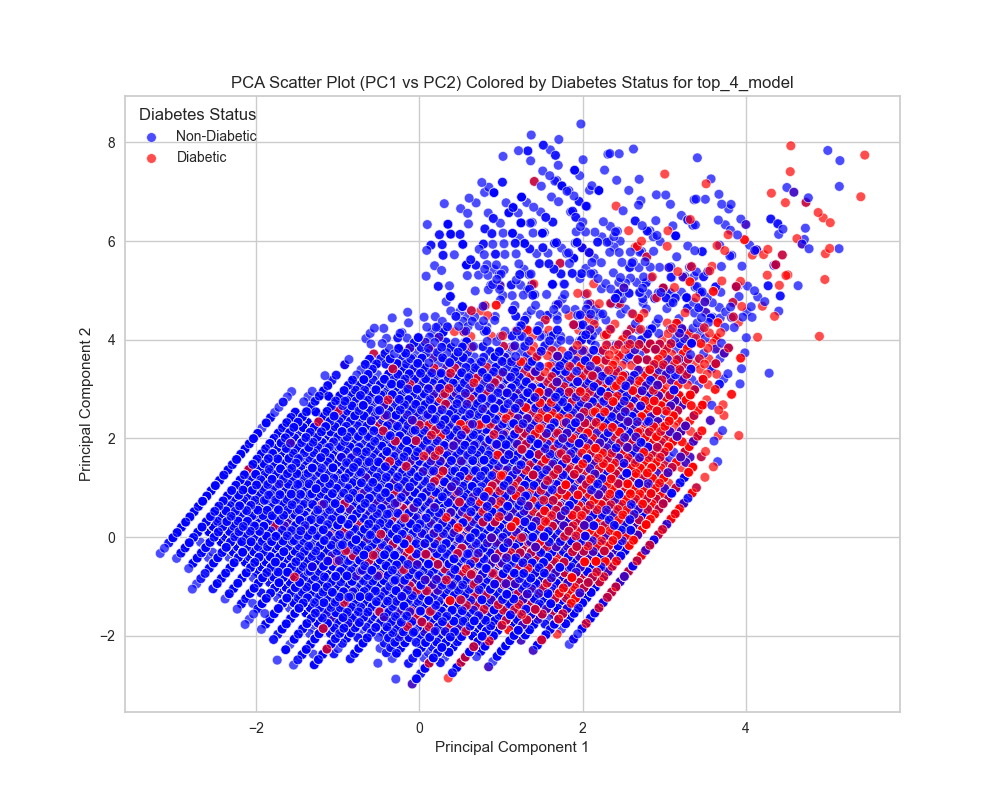 PCA Scatter Plot (PC1 vs PC2) Colored by Diabetes Status for top_4_model
Diabetes Status
Non-Diabetic
Diabetic
8
6
4
2
0
−2
Principal Component 2
−2
0
2
4
Principal Component 1